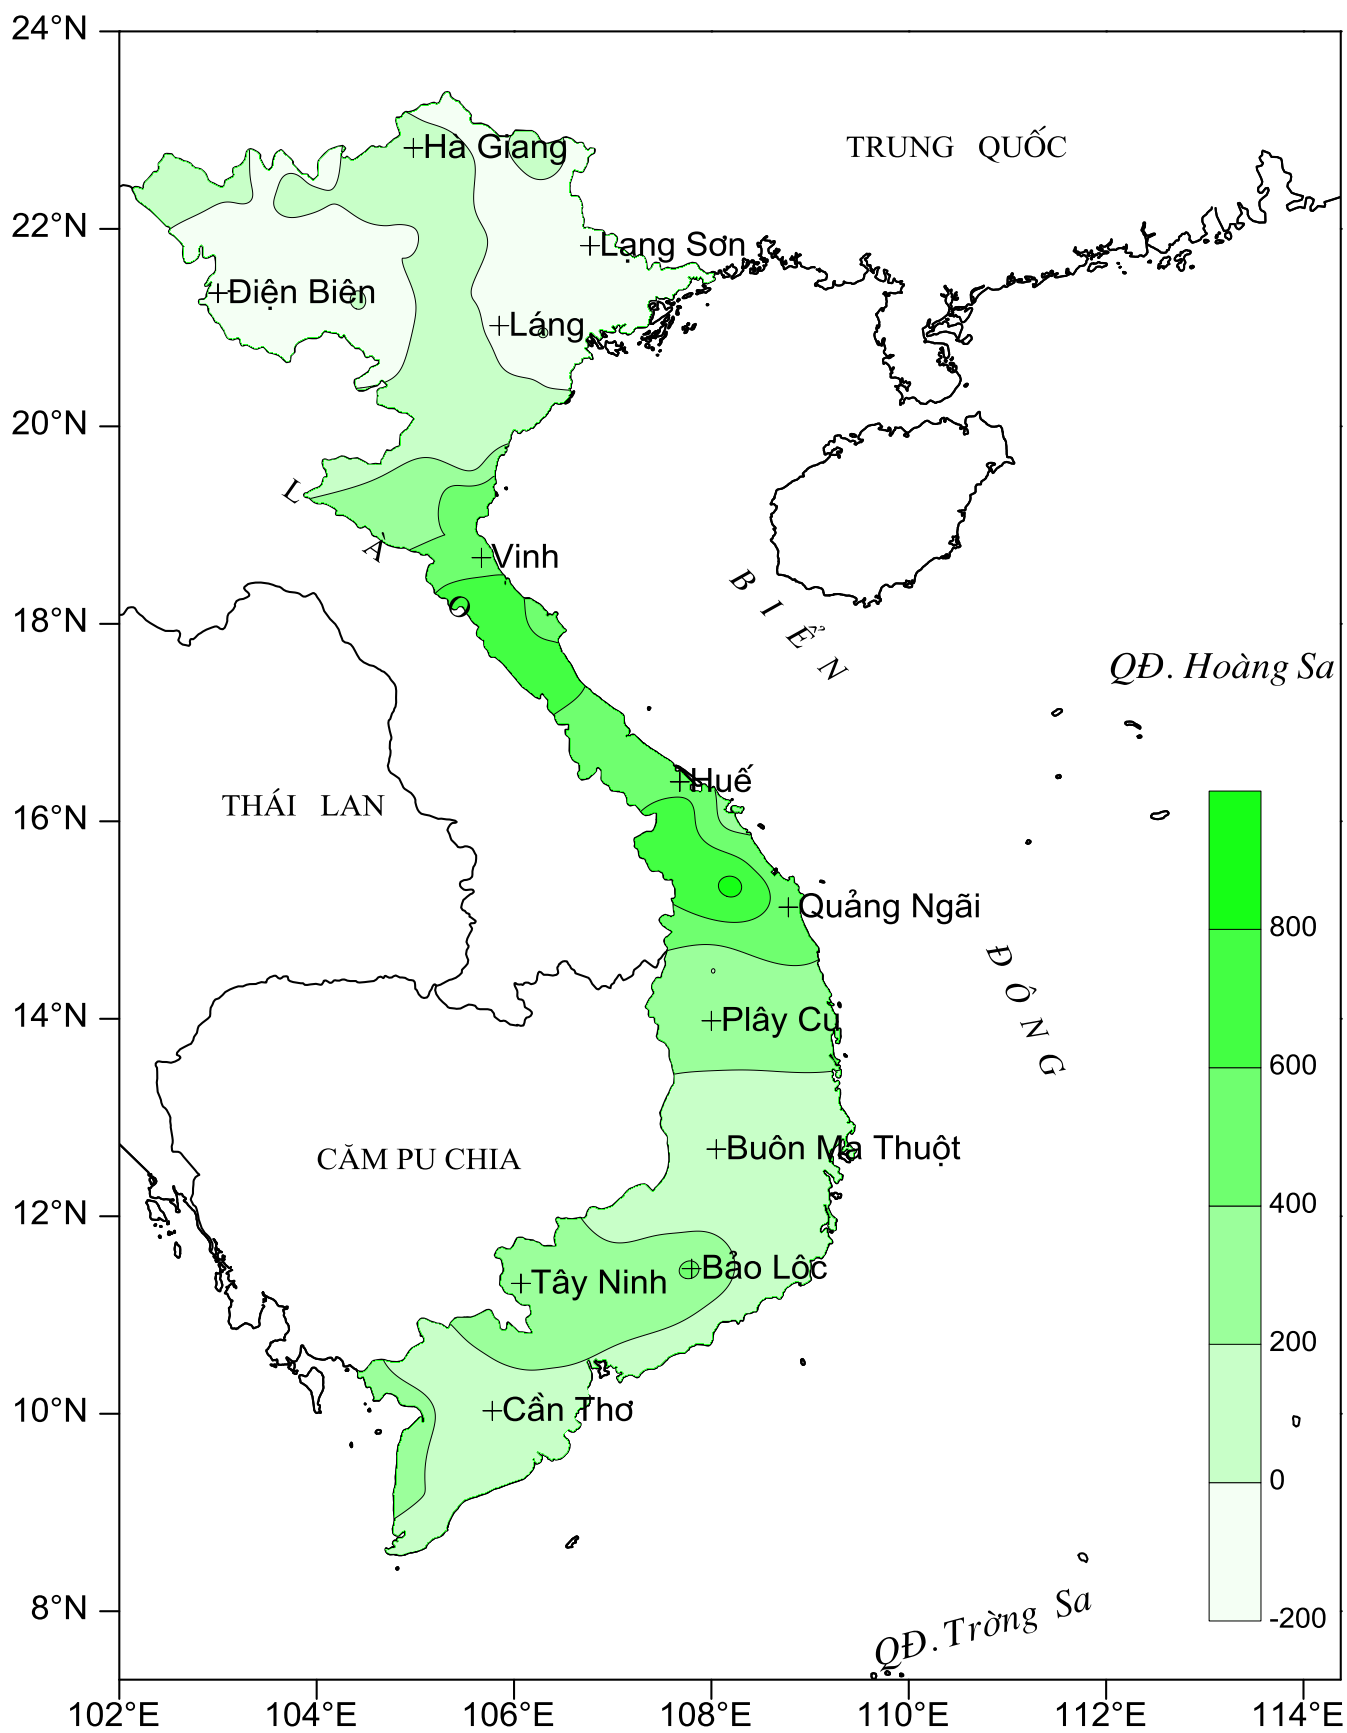 24°N
TRUNG QUỐC
Hà Giang
22°N
Lạng Sơn
Điện Biên
Láng
20°N
L
À
O
Vinh
18°N
BIỂN
QĐ. Hoàng Sa
Huế
THÁI LAN
16°N
Quảng Ngãi
ĐÔNG
800
14°N
Plây Cu
600
Buôn Ma Thuột
CĂM PU CHIA
12°N
400
Bảo Lộc
Tây Ninh
200
10°N
Cần Thơ
0
8°N
-200
QĐ. Trờng Sa
102°E 104°E 106°E 108°E 110°E 112°E 114°E